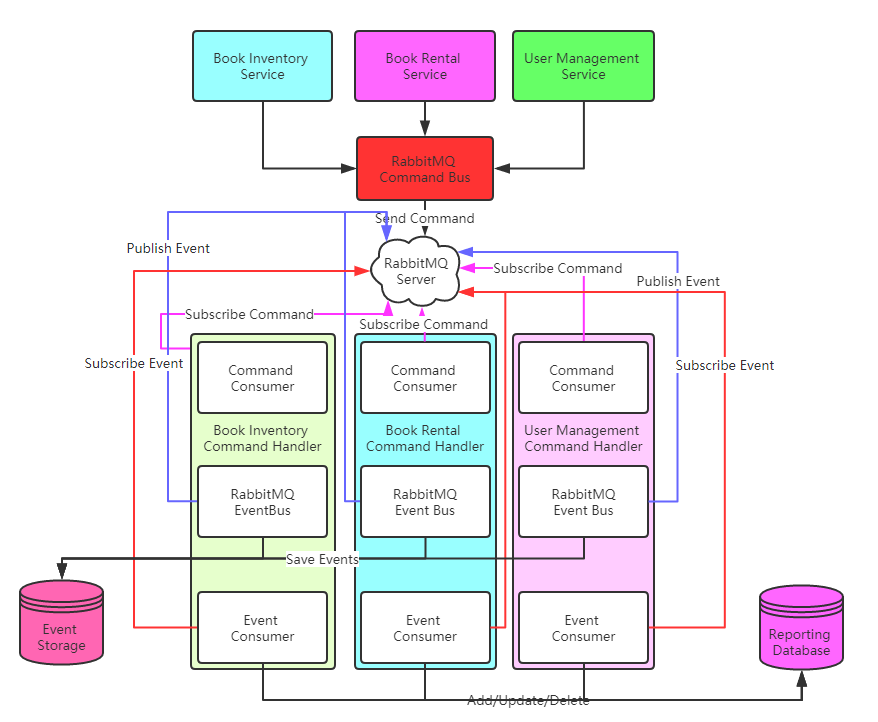 Book Inventory
Service
Book Rental
Service
User Management
Service
RabbitMQ
Command Bus
Send Command
Publish Event
RabbitMQ
Server
Subscribe Command
Publish Event
Subscribe Command
Subscribe Command
Subscribe Event
Subscribe Event
Command
Consumer
Command
Consumer
Command
Consumer
Book Inventory
Command Handler
Book Rental
Command Handler
User Management
Command Handler
RabbitMQ
EventBus
RabbitMQ
Event Bus
RabbitMQ
Event Bus
Save Events
Event
Storage
Event
Consumer
Event
Consumer
Event
Consumer
Reporting
Database
Add/Update/Delete